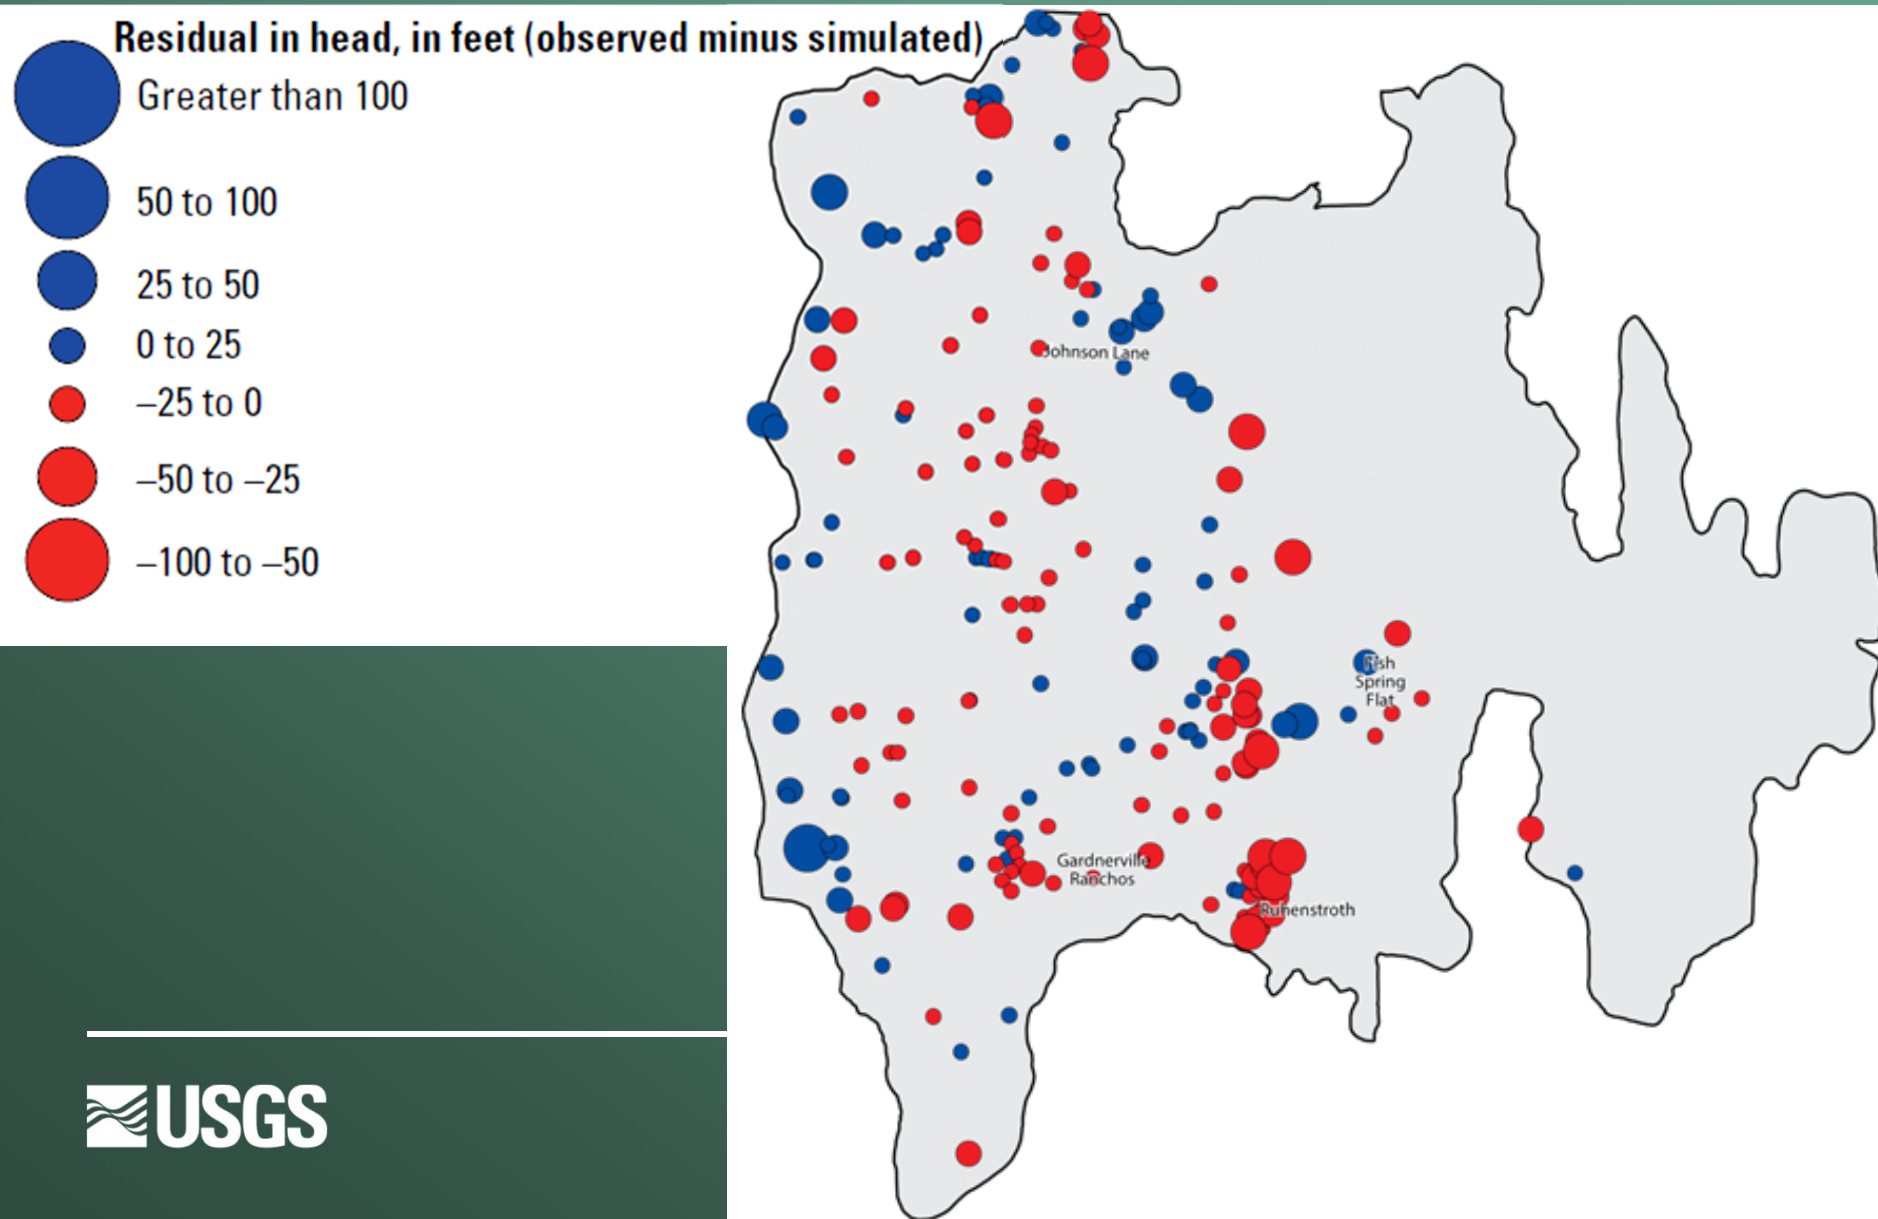 Residual in head, in feet (observed minus simulated)
Greater than 100
50 to 100
25 to 50
0 to 25
–25 to 0
–50 to –25
–100 to –50
Johnson Lane
Fish
Spring
Flat
Gardnerville
Ranchos
Ruhenstroth
USGS